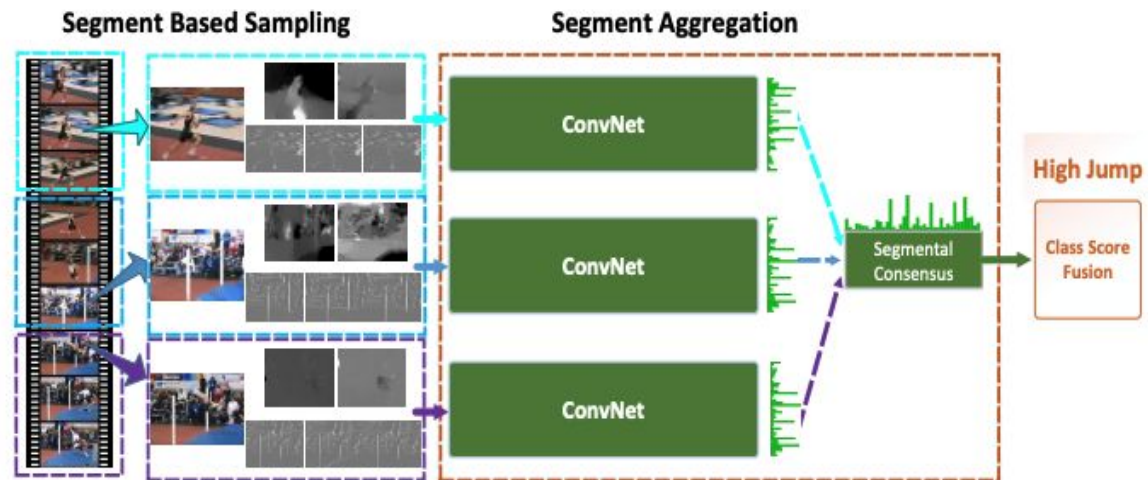 Segment Based Sampling
Segment Aggregation
ConvNet
ConvNet
ConvNet
Segmental
Consensus
High Jump
Class Score
Fusion